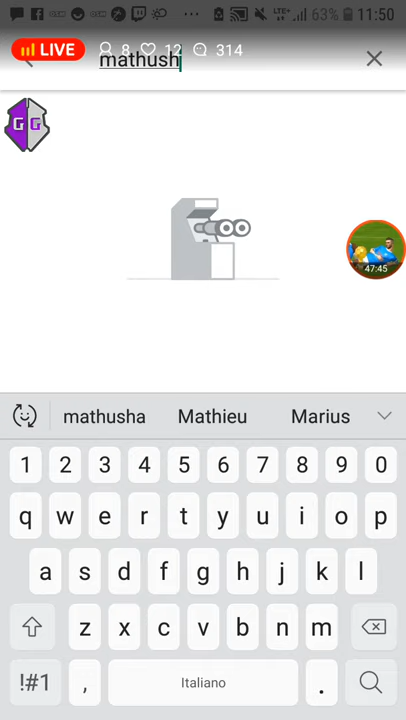 63% 11:50
LIVE 8 12 314
mathush
G G
47:45
mathusha Mathieu Marius
1 2 3 4 5 6 7 8 9 0
q w e r t y u i o p
a s d f g h j k l
z x c v b n m
!#1 , Italiano .